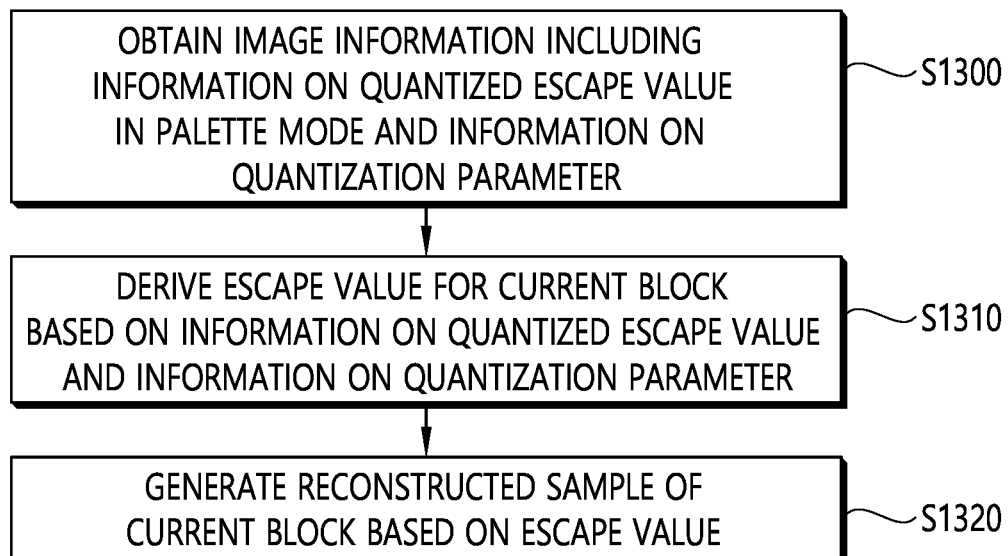 OBTAIN IMAGE INFORMATION INCLUDING
INFORMATION ON QUANTIZED ESCAPE VALUE
IN PALETTE MODE AND INFORMATION ON
QUANTIZATION PARAMETER
S1300
DERIVE ESCAPE VALUE FOR CURRENT BLOCK
BASED ON INFORMATION ON QUANTIZED ESCAPE VALUE
AND INFORMATION ON QUANTIZATION PARAMETER
S1310
GENERATE RECONSTRUCTED SAMPLE OF
CURRENT BLOCK BASED ON ESCAPE VALUE
S1320